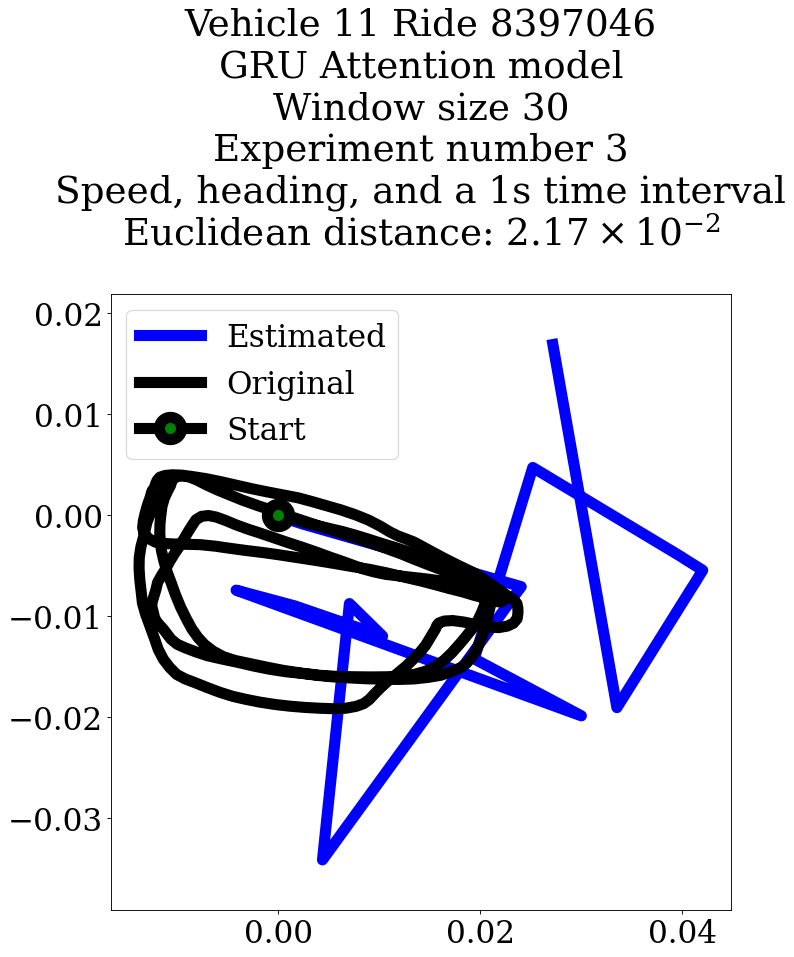 Vehicle 11 Ride 8397046
GRU Attention model
Window size 30
Experiment number 3
Speed, heading, and a 1s time interval
Euclidean distance: 2.17 × 10⁻²
Estimated
Original
Start
0.02
0.01
0.00
−0.01
−0.02
−0.03
0.00 0.02 0.04